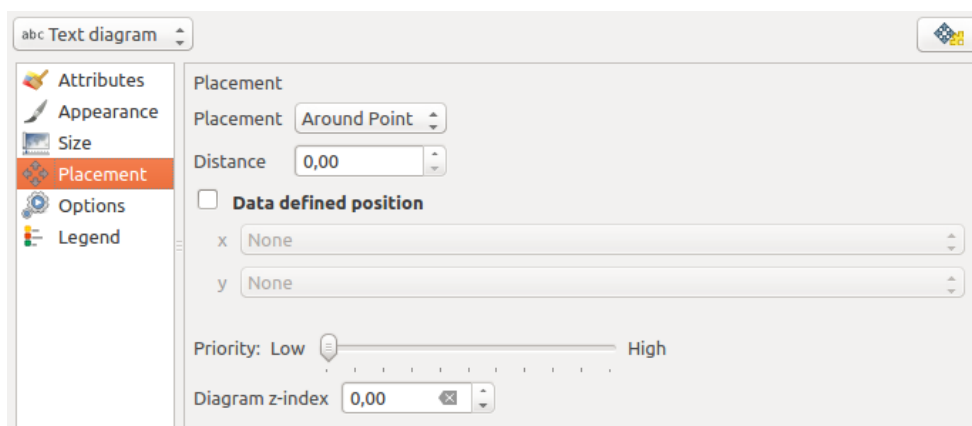 abc Text diagram
Attributes
Appearance
Size
Placement
Options
Legend
Placement
Placement Around Point
Distance 0,00
Data defined position
x None
y None
Priority: Low High
Diagram z-index 0,00